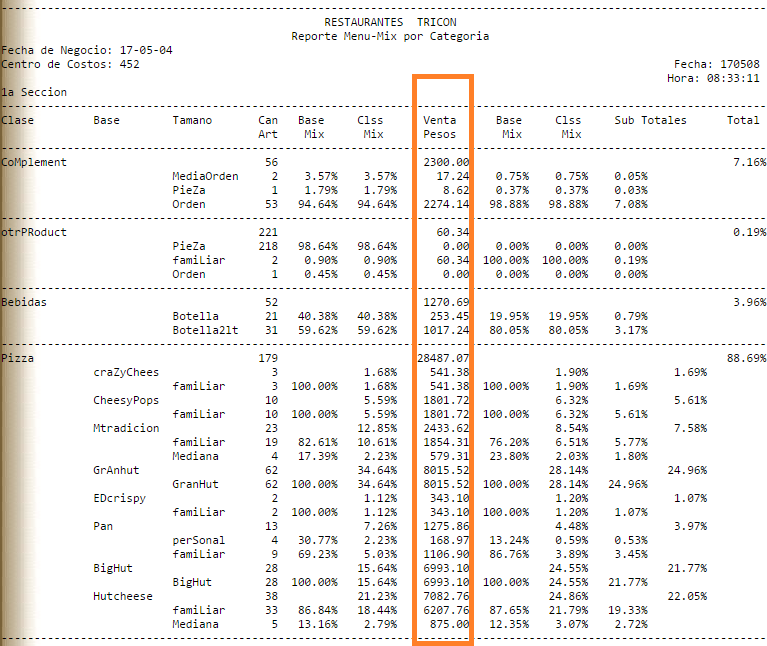 RESTAURANTES TRICON
Reporte Menu-Mix por Categoria
Fecha de Negocio: 17-05-04
Centro de Costos: 452 Fecha: 170508
Hora: 08:33:11
1a Seccion
Clase Base Tamano Can Base Clss Venta Base Clss Sub Totales Total
Art Mix Mix Pesos Mix Mix
CoMplement 56 2300.00 7.16%
MediaOrden 2 3.57% 3.57% 17.24 0.75% 0.75% 0.05%
PieZa 1 1.79% 1.79% 8.62 0.37% 0.37% 0.03%
Orden 53 94.64% 94.64% 2274.14 98.88% 98.88% 7.08%
otrPRoduct 221 60.34 0.19%
PieZa 218 98.64% 98.64% 0.00 0.00% 0.00% 0.00%
famiLiar 2 0.90% 0.90% 60.34 100.00% 100.00% 0.19%
Orden 1 0.45% 0.45% 0.00 0.00% 0.00% 0.00%
Bebidas 52 1270.69 3.96%
Botella 21 40.38% 40.38% 253.45 19.95% 19.95% 0.79%
Botella2lt 31 59.62% 59.62% 1017.24 80.05% 80.05% 3.17%
Pizza 179 28487.07 88.69%
craZyChees 3 1.68% 541.38 1.90% 1.69%
famiLiar 3 100.00% 1.68% 541.38 100.00% 1.90% 1.69%
CheesyPops 10 5.59% 1801.72 6.32% 5.61%
famiLiar 10 100.00% 5.59% 1801.72 100.00% 6.32% 5.61%
Mtradicion 23 12.85% 2433.62 8.54% 7.58%
famiLiar 19 82.61% 10.61% 1854.31 76.20% 6.51% 5.77%
Mediana 4 17.39% 2.23% 579.31 23.80% 2.03% 1.80%
GrAnhut 62 34.64% 8015.52 28.14% 24.96%
GranHut 62 100.00% 34.64% 8015.52 100.00% 28.14% 24.96%
EDcrispy 2 1.12% 343.10 1.20% 1.07%
famiLiar 2 100.00% 1.12% 343.10 100.00% 1.20% 1.07%
Pan 13 7.26% 1275.86 4.48% 3.97%
perSonal 4 30.77% 2.23% 168.97 13.24% 0.59% 0.53%
famiLiar 9 69.23% 5.03% 1106.90 86.76% 3.89% 3.45%
BigHut 28 15.64% 6993.10 24.55% 21.77%
BigHut 28 100.00% 15.64% 6993.10 100.00% 24.55% 21.77%
Hutcheese 38 21.23% 7082.76 24.86% 22.05%
famiLiar 33 86.84% 18.44% 6207.76 87.65% 21.79% 19.33%
Mediana 5 13.16% 2.79% 875.00 12.35% 3.07% 2.72%